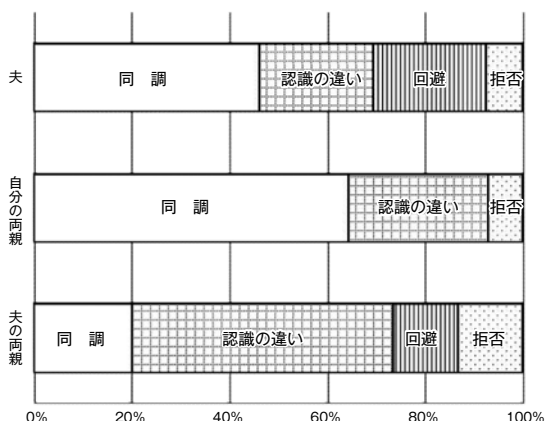 夫
同　調
認識の違い
回避
拒否
自分の両親
同　調
認識の違い
拒否
夫の両親
同　調
認識の違い
回避
拒否
0%
20%
40%
60%
80%
100%